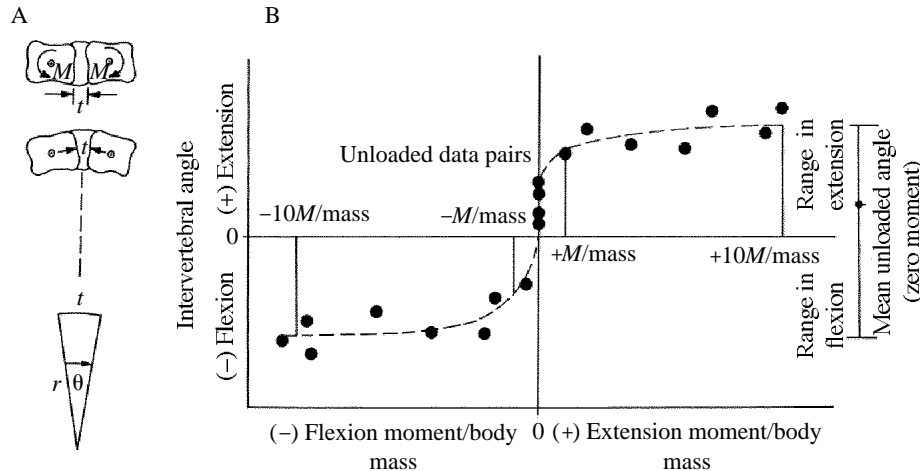 A
M
M
t
t
t
r
θ
B
Intervertebral angle
(+) Extension
(−) Flexion
0
Unloaded data pairs
−10M/mass
−M/mass
+M/mass
+10M/mass
Range in
extension
Range in
flexion
Mean unloaded angle
(zero moment)
(−) Flexion moment/body
mass
0
(+) Extension moment/body
mass